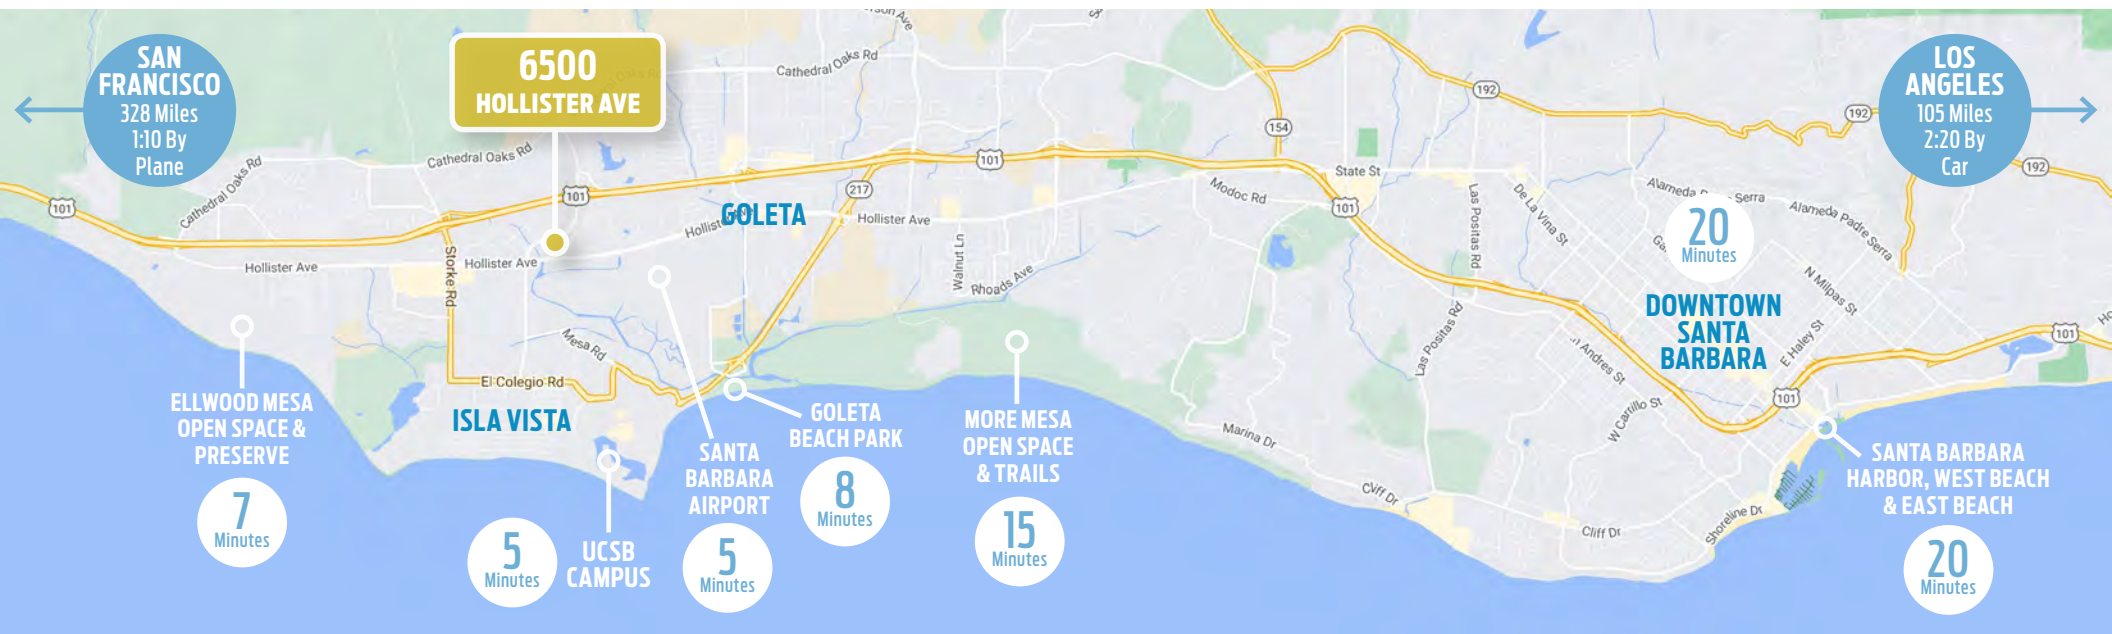 SAN
FRANCISCO
328 Miles
1:10 By
Plane
6500
HOLLISTER AVE
LOS
ANGELES
105 Miles
2:20 By
Car
Cathedral Oaks Rd
Cathedral Oaks Rd
Cathedral Oaks Rd
101
101
101
101
101
101
217
154
192
192
192
State St
Modoc Rd
Las Positas Rd
Las Positas Rd
De La Vina St
Serra
Alameda Padre Serra
N Milpas St
E Haley St
W Carrillo St
Hollister Ave
Hollister Ave
Hollister Ave
GOLETA
Storke Rd
Walnut Ln
Rhoads Ave
Mesa Rd
El Colegio Rd
ISLA VISTA
Marina Dr
Cliff Dr
Cliff Dr
Shoreline Dr
20
Minutes
DOWNTOWN
SANTA
BARBARA
ELLWOOD MESA
OPEN SPACE &
PRESERVE
7
Minutes
5
Minutes
UCSB
CAMPUS
SANTA
BARBARA
AIRPORT
5
Minutes
GOLETA
BEACH PARK
8
Minutes
MORE MESA
OPEN SPACE
& TRAILS
15
Minutes
SANTA BARBARA
HARBOR, WEST BEACH
& EAST BEACH
20
Minutes